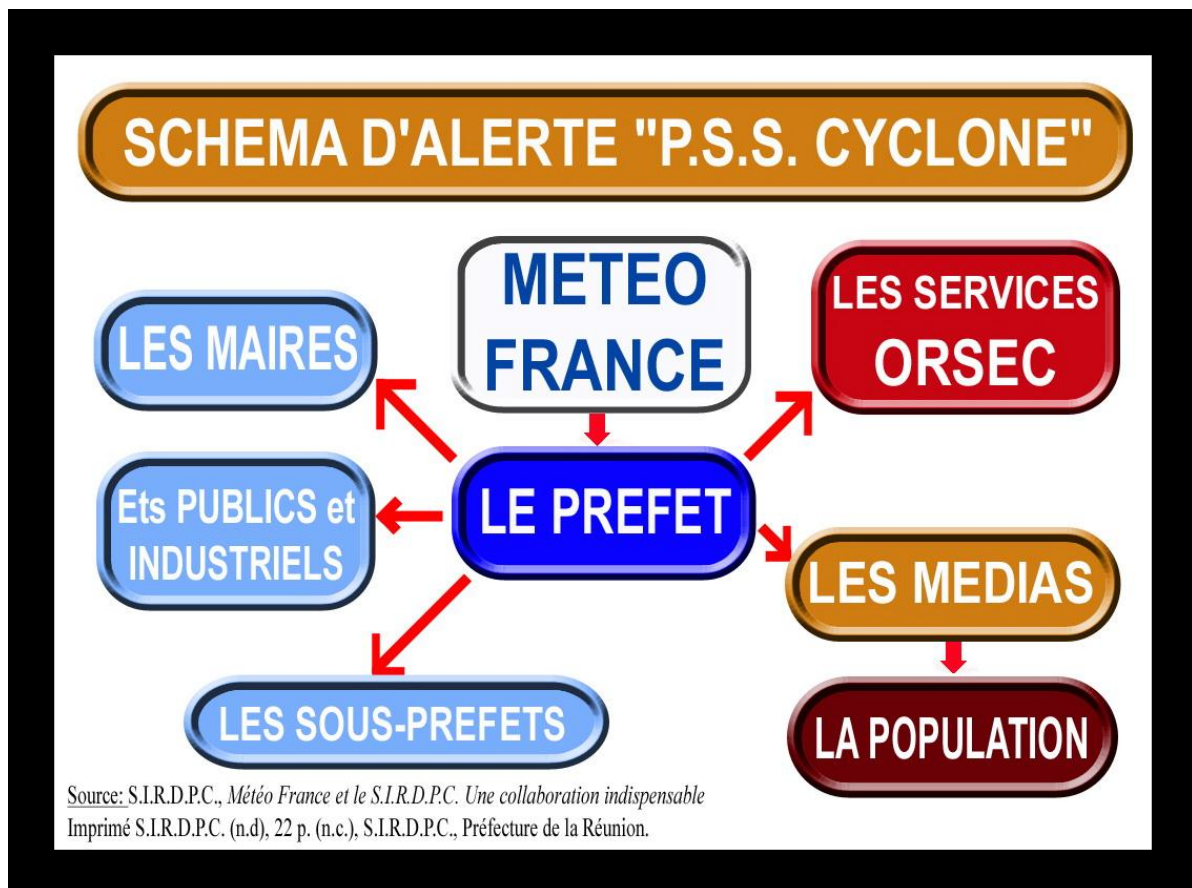 SCHEMA D'ALERTE "P.S.S. CYCLONE"
METEO
FRANCE
LES SERVICES
ORSEC
LES MAIRES
Ets PUBLICS et
INDUSTRIELS
LE PREFET
LES MEDIAS
LES SOUS-PREFETS
LA POPULATION
Source: S.I.R.D.P.C., Météo France et le S.I.R.D.P.C. Une collaboration indispensable
Imprimé S.I.R.D.P.C. (n.d), 22 p. (n.c.), S.I.R.D.P.C., Préfecture de la Réunion.